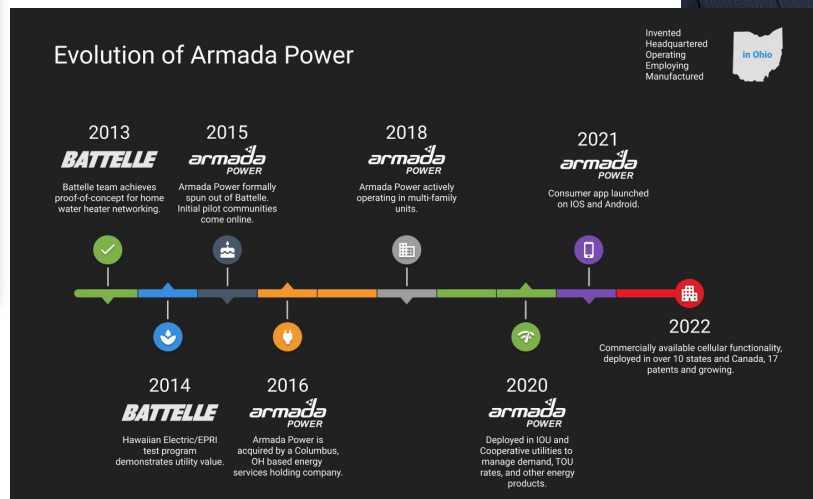 Evolution of Armada Power
Invented
Headquartered
Operating
Employing
Manufactured
in Ohio
2013
BATTELLE
Battelle team achieves
proof-of-concept for home
water heater networking.
2015
armada
POWER
Armada Power formally
spun out of Battelle.
Initial pilot communities
come online.
2018
armada
POWER
Armada Power actively
operating in multi-family
units.
2021
armada
POWER
Consumer app launched
on IOS and Android.
2014
BATTELLE
Hawaiian Electric/EPRI
test program
demonstrates utility value.
2016
armada
POWER
Armada Power is
acquired by a Columbus,
OH based energy
services holding company.
2020
armada
POWER
Deployed in IOU and
Cooperative utilities to
manage demand, TOU
rates, and other energy
products.
2022
Commercially available cellular functionality,
deployed in over 10 states and Canada, 17
patents and growing.